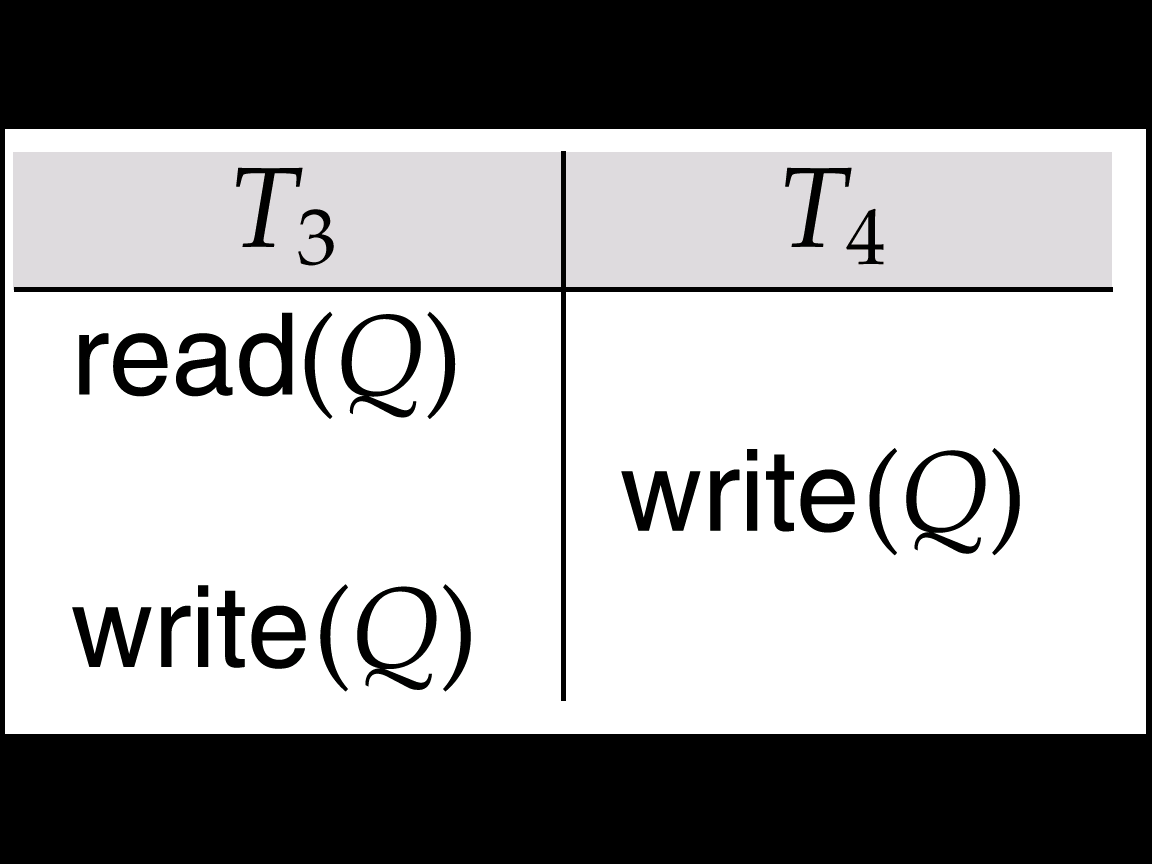 T₃ T₄
read(Q)
write(Q)
write(Q)